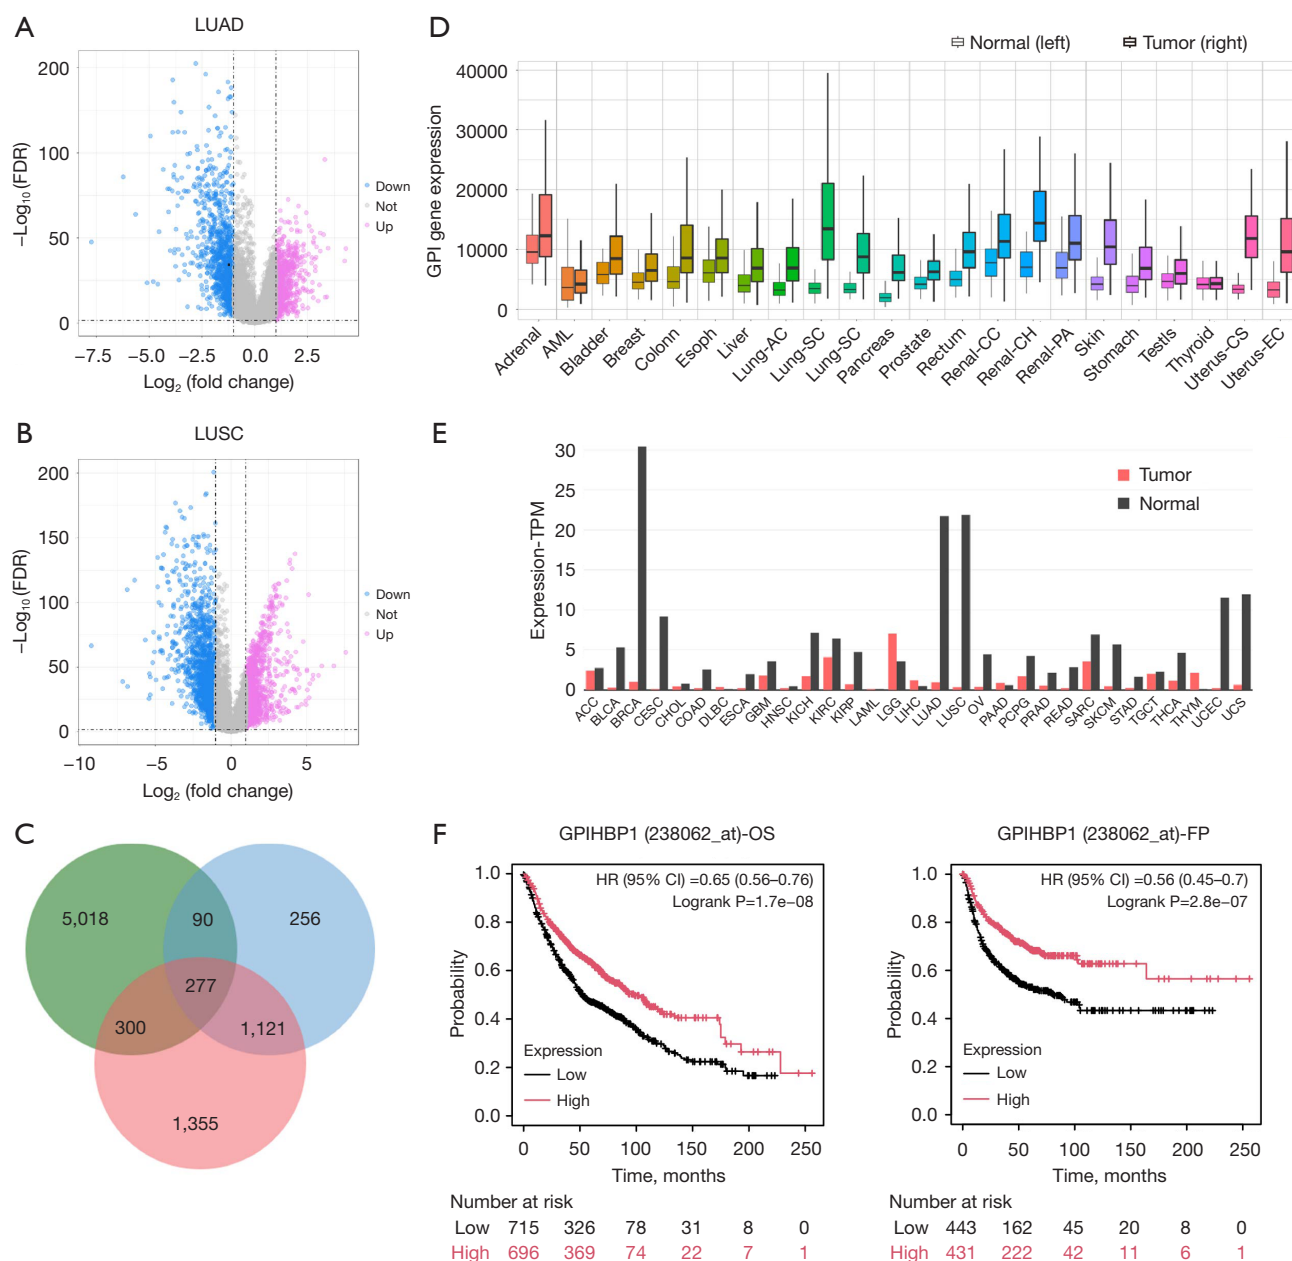 A
LUAD
200
100
50
0
−Log10 (FDR)
−7.5 −5.0 −2.5 0.0 2.5
Log2 (fold change)
Down
Not
Up
B
LUSC
200
150
100
50
0
−Log10 (FDR)
−10 −5 0 5
Log2 (fold change)
Down
Not
Up
C
5,018 90 256
277
300 1,121
1,355
D
Normal (left) Tumor (right)
40000
30000
20000
10000
0
GPI gene expression
Adrenal AML Bladder Breast Colonn Esoph Liver Lung-AC Lung-SC Lung-SC Pancreas Prostate Rectum Renal-CC Renal-CH Renal-PA Skin Stomach TestIs Thyroid Uterus-CS Uterus-EC
E
Tumor
Normal
30
25
20
15
10
5
0
Expression-TPM
ACC BLCA BRCA CESC CHOL COAD DLBC ESCA GBM HNSC KICH KIRC KIRP LAML LGG LIHC LUAD LUSC OV PAAD PCPG PRAD READ SARC SKCM STAD TGCT THCA THYM UCEC UCS
F
GPIHBP1 (238062_at)-OS
HR (95% CI) =0.65 (0.56–0.76)
Logrank P=1.7e−08
1.0
0.8
0.6
0.4
0.2
0.0
Probability
Expression
Low
High
0 50 100 150 200 250
Time, months
Number at risk
Low 715 326 78 31 8 0
High 696 369 74 22 7 1
GPIHBP1 (238062_at)-FP
HR (95% CI) =0.56 (0.45–0.7)
Logrank P=2.8e−07
1.0
0.8
0.6
0.4
0.2
0.0
Probability
Expression
Low
High
0 50 100 150 200 250
Time, months
Number at risk
Low 443 162 45 20 8 0
High 431 222 42 11 6 1